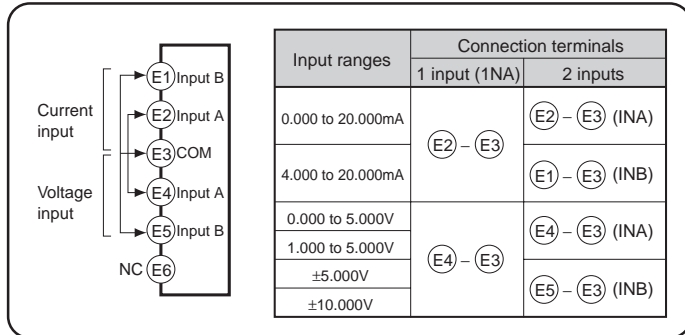 E1 Input B
Current input
E2 Input A
E3 COM
Voltage input
E4 Input A
E5 Input B
NC E6
Input ranges
Connection terminals
1 input (1NA)
2 inputs
0.000 to 20.000mA
4.000 to 20.000mA
E2 – E3
E2 – E3 (INA)
E1 – E3 (INB)
0.000 to 5.000V
1.000 to 5.000V
±5.000V
±10.000V
E4 – E3
E4 – E3 (INA)
E5 – E3 (INB)